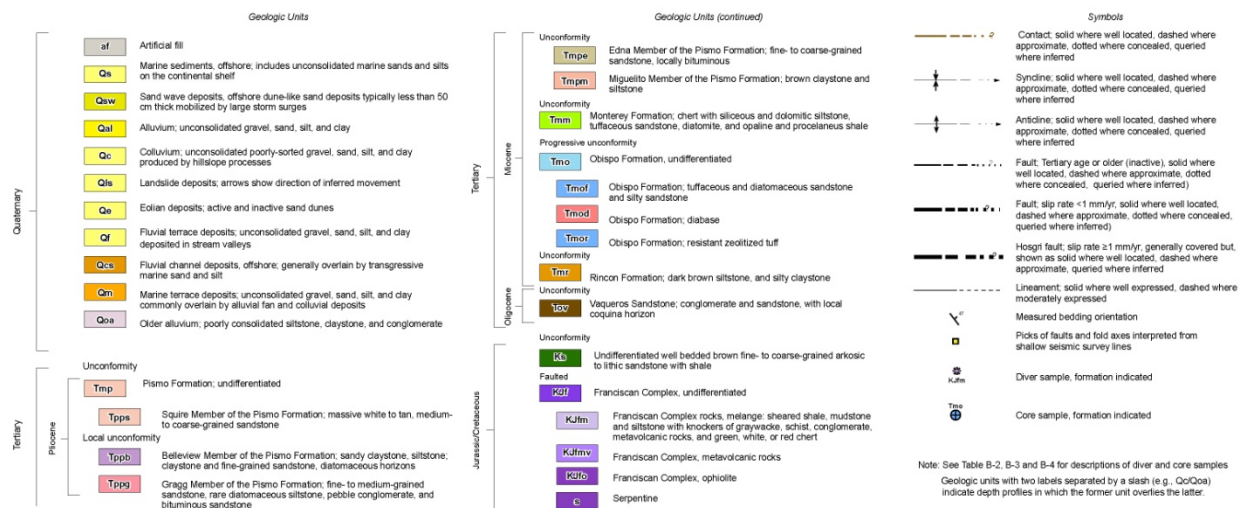 Geologic Units
Quaternary
af
Artificial fill
Qs
Marine sediments, offshore; includes unconsolidated marine sands and silts
on the continental shelf
Qsw
Sand wave deposits, offshore dune-like sand deposits typically less than 50
cm thick mobilized by large storm surges
Qal
Alluvium; unconsolidated gravel, sand, silt, and clay
Qc
Colluvium; unconsolidated poorly-sorted gravel, sand, silt, and clay
produced by hillslope processes
Qls
Landslide deposits; arrows show direction of inferred movement
Qe
Eolian deposits; active and inactive sand dunes
Qf
Fluvial terrace deposits; unconsolidated gravel, sand, silt, and clay
deposited in stream valleys
Qcs
Fluvial channel deposits, offshore; generally overlain by transgressive
marine sand and silt
Qm
Marine terrace deposits; unconsolidated gravel, sand, silt, and clay
commonly overlain by alluvial fan and colluvial deposits
Qoa
Older alluvium; poorly consolidated siltstone, claystone, and conglomerate
Tertiary
Pliocene
Unconformity
Tmp
Pismo Formation; undifferentiated
Tpps
Squire Member of the Pismo Formation; massive white to tan, medium-
to coarse-grained sandstone
Local unconformity
Tppb
Belleview Member of the Pismo Formation; sandy claystone, siltstone;
claystone and fine-grained sandstone, diatomaceous horizons
Tppg
Gragg Member of the Pismo Formation; fine- to medium-grained
sandstone, rare diatomaceous siltstone, pebble conglomerate, and
bituminous sandstone
Geologic Units (continued)
Tertiary
Miocene
Unconformity
Tmpe
Edna Member of the Pismo Formation; fine- to coarse-grained
sandstone, locally bituminous
Tmpm
Miguelito Member of the Pismo Formation; brown claystone and
siltstone
Unconformity
Tmm
Monterey Formation; chert with siliceous and dolomitic siltstone,
tuffaceous sandstone, diatomite, and opaline and procelaneus shale
Progressive unconformity
Tmo
Obispo Formation, undifferentiated
Tmof
Obispo Formation; tuffaceous and diatomaceous sandstone
and silty sandstone
Tmod
Obispo Formation; diabase
Tmor
Obispo Formation; resistant zeolitized tuff
Unconformity
Tmr
Rincon Formation; dark brown siltstone, and silty claystone
Oligocene
Unconformity
Tov
Vaqueros Sandstone; conglomerate and sandstone, with local
coquina horizon
Jurassic/Cretaceous
Unconformity
Ks
Undifferentiated well bedded brown fine- to coarse-grained arkosic
to lithic sandstone with shale
Faulted
KJf
Franciscan Complex, undifferentiated
KJfm
Franciscan Complex rocks, melange: sheared shale, mudstone
and siltstone with knockers of graywacke, schist, conglomerate,
metavolcanic rocks, and green, white, or red chert
KJfmv
Franciscan Complex, metavolcanic rocks
KJfo
Franciscan Complex, ophiolite
s
Serpentine
Symbols
?
Contact; solid where well located, dashed where
approximate, dotted where concealed, queried
where inferred
Syncline; solid where well located, dashed where
approximate, dotted where concealed, queried
where inferred
Anticline; solid where well located, dashed where
approximate, dotted where concealed, queried
where inferred
?
Fault; Tertiary age or older (inactive), solid where
well located, dashed where approximate, dotted
where concealed, queried where inferred)
?
Fault; slip rate <1 mm/yr, solid where well located,
dashed where approximate, dotted where concealed,
queried where inferred)
?
Hosgri fault; slip rate ≥1 mm/yr, generally covered but,
shown as solid where well located, dashed where
approximate, queried where inferred
Lineament; solid where well expressed, dashed where
moderately expressed
Measured bedding orientation
Picks of faults and fold axes interpreted from
shallow seismic survey lines
KJfm
Diver sample, formation indicated
Tmo
Core sample, formation indicated
Note: See Table B-2, B-3 and B-4 for descriptions of diver and core samples
Geologic units with two labels separated by a slash (e.g., Qc/Qoa)
indicate depth profiles in which the former unit overlies the latter.